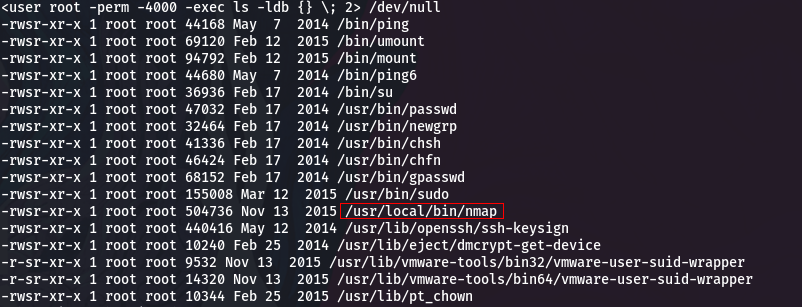 <user root -perm -4000 -exec ls -ldb {} \; 2> /dev/null
-rwsr-xr-x 1 root root 44168 May  7  2014 /bin/ping
-rwsr-xr-x 1 root root 69120 Feb 12  2015 /bin/umount
-rwsr-xr-x 1 root root 94792 Feb 12  2015 /bin/mount
-rwsr-xr-x 1 root root 44680 May  7  2014 /bin/ping6
-rwsr-xr-x 1 root root 36936 Feb 17  2014 /bin/su
-rwsr-xr-x 1 root root 47032 Feb 17  2014 /usr/bin/passwd
-rwsr-xr-x 1 root root 32464 Feb 17  2014 /usr/bin/newgrp
-rwsr-xr-x 1 root root 41336 Feb 17  2014 /usr/bin/chsh
-rwsr-xr-x 1 root root 46424 Feb 17  2014 /usr/bin/chfn
-rwsr-xr-x 1 root root 68152 Feb 17  2014 /usr/bin/gpasswd
-rwsr-xr-x 1 root root 155008 Mar 12  2015 /usr/bin/sudo
-rwsr-xr-x 1 root root 504736 Nov 13  2015 /usr/local/bin/nmap
-rwsr-xr-x 1 root root 440416 May 12  2014 /usr/lib/openssh/ssh-keysign
-rwsr-xr-x 1 root root 10240 Feb 25  2014 /usr/lib/eject/dmcrypt-get-device
-r-sr-xr-x 1 root root 9532 Nov 13  2015 /usr/lib/vmware-tools/bin32/vmware-user-suid-wrapper
-r-sr-xr-x 1 root root 14320 Nov 13  2015 /usr/lib/vmware-tools/bin64/vmware-user-suid-wrapper
-rwsr-xr-x 1 root root 10344 Feb 25  2014 /usr/lib/pt_chown